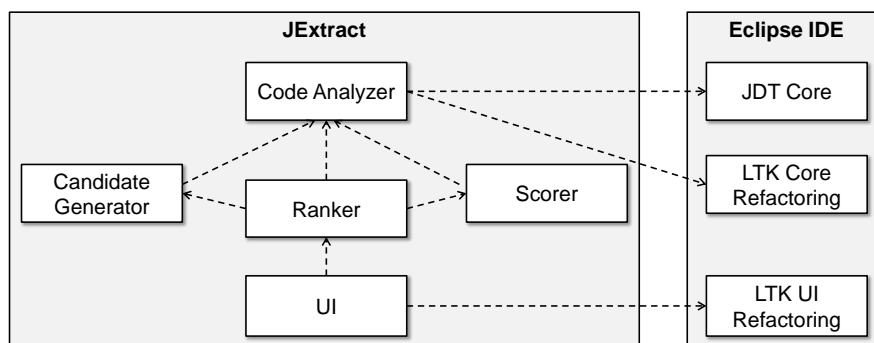 JExtract
Eclipse IDE
Code Analyzer
JDT Core
Candidate
Generator
Ranker
Scorer
LTK Core
Refactoring
UI
LTK UI
Refactoring